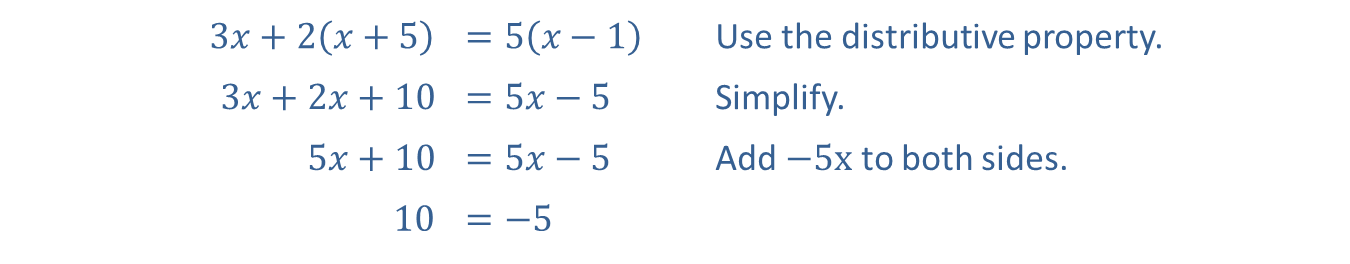 3x + 2(x + 5) = 5(x − 1) Use the distributive property.
3x + 2x + 10 = 5x − 5 Simplify.
5x + 10 = 5x − 5 Add −5x to both sides.
10 = −5